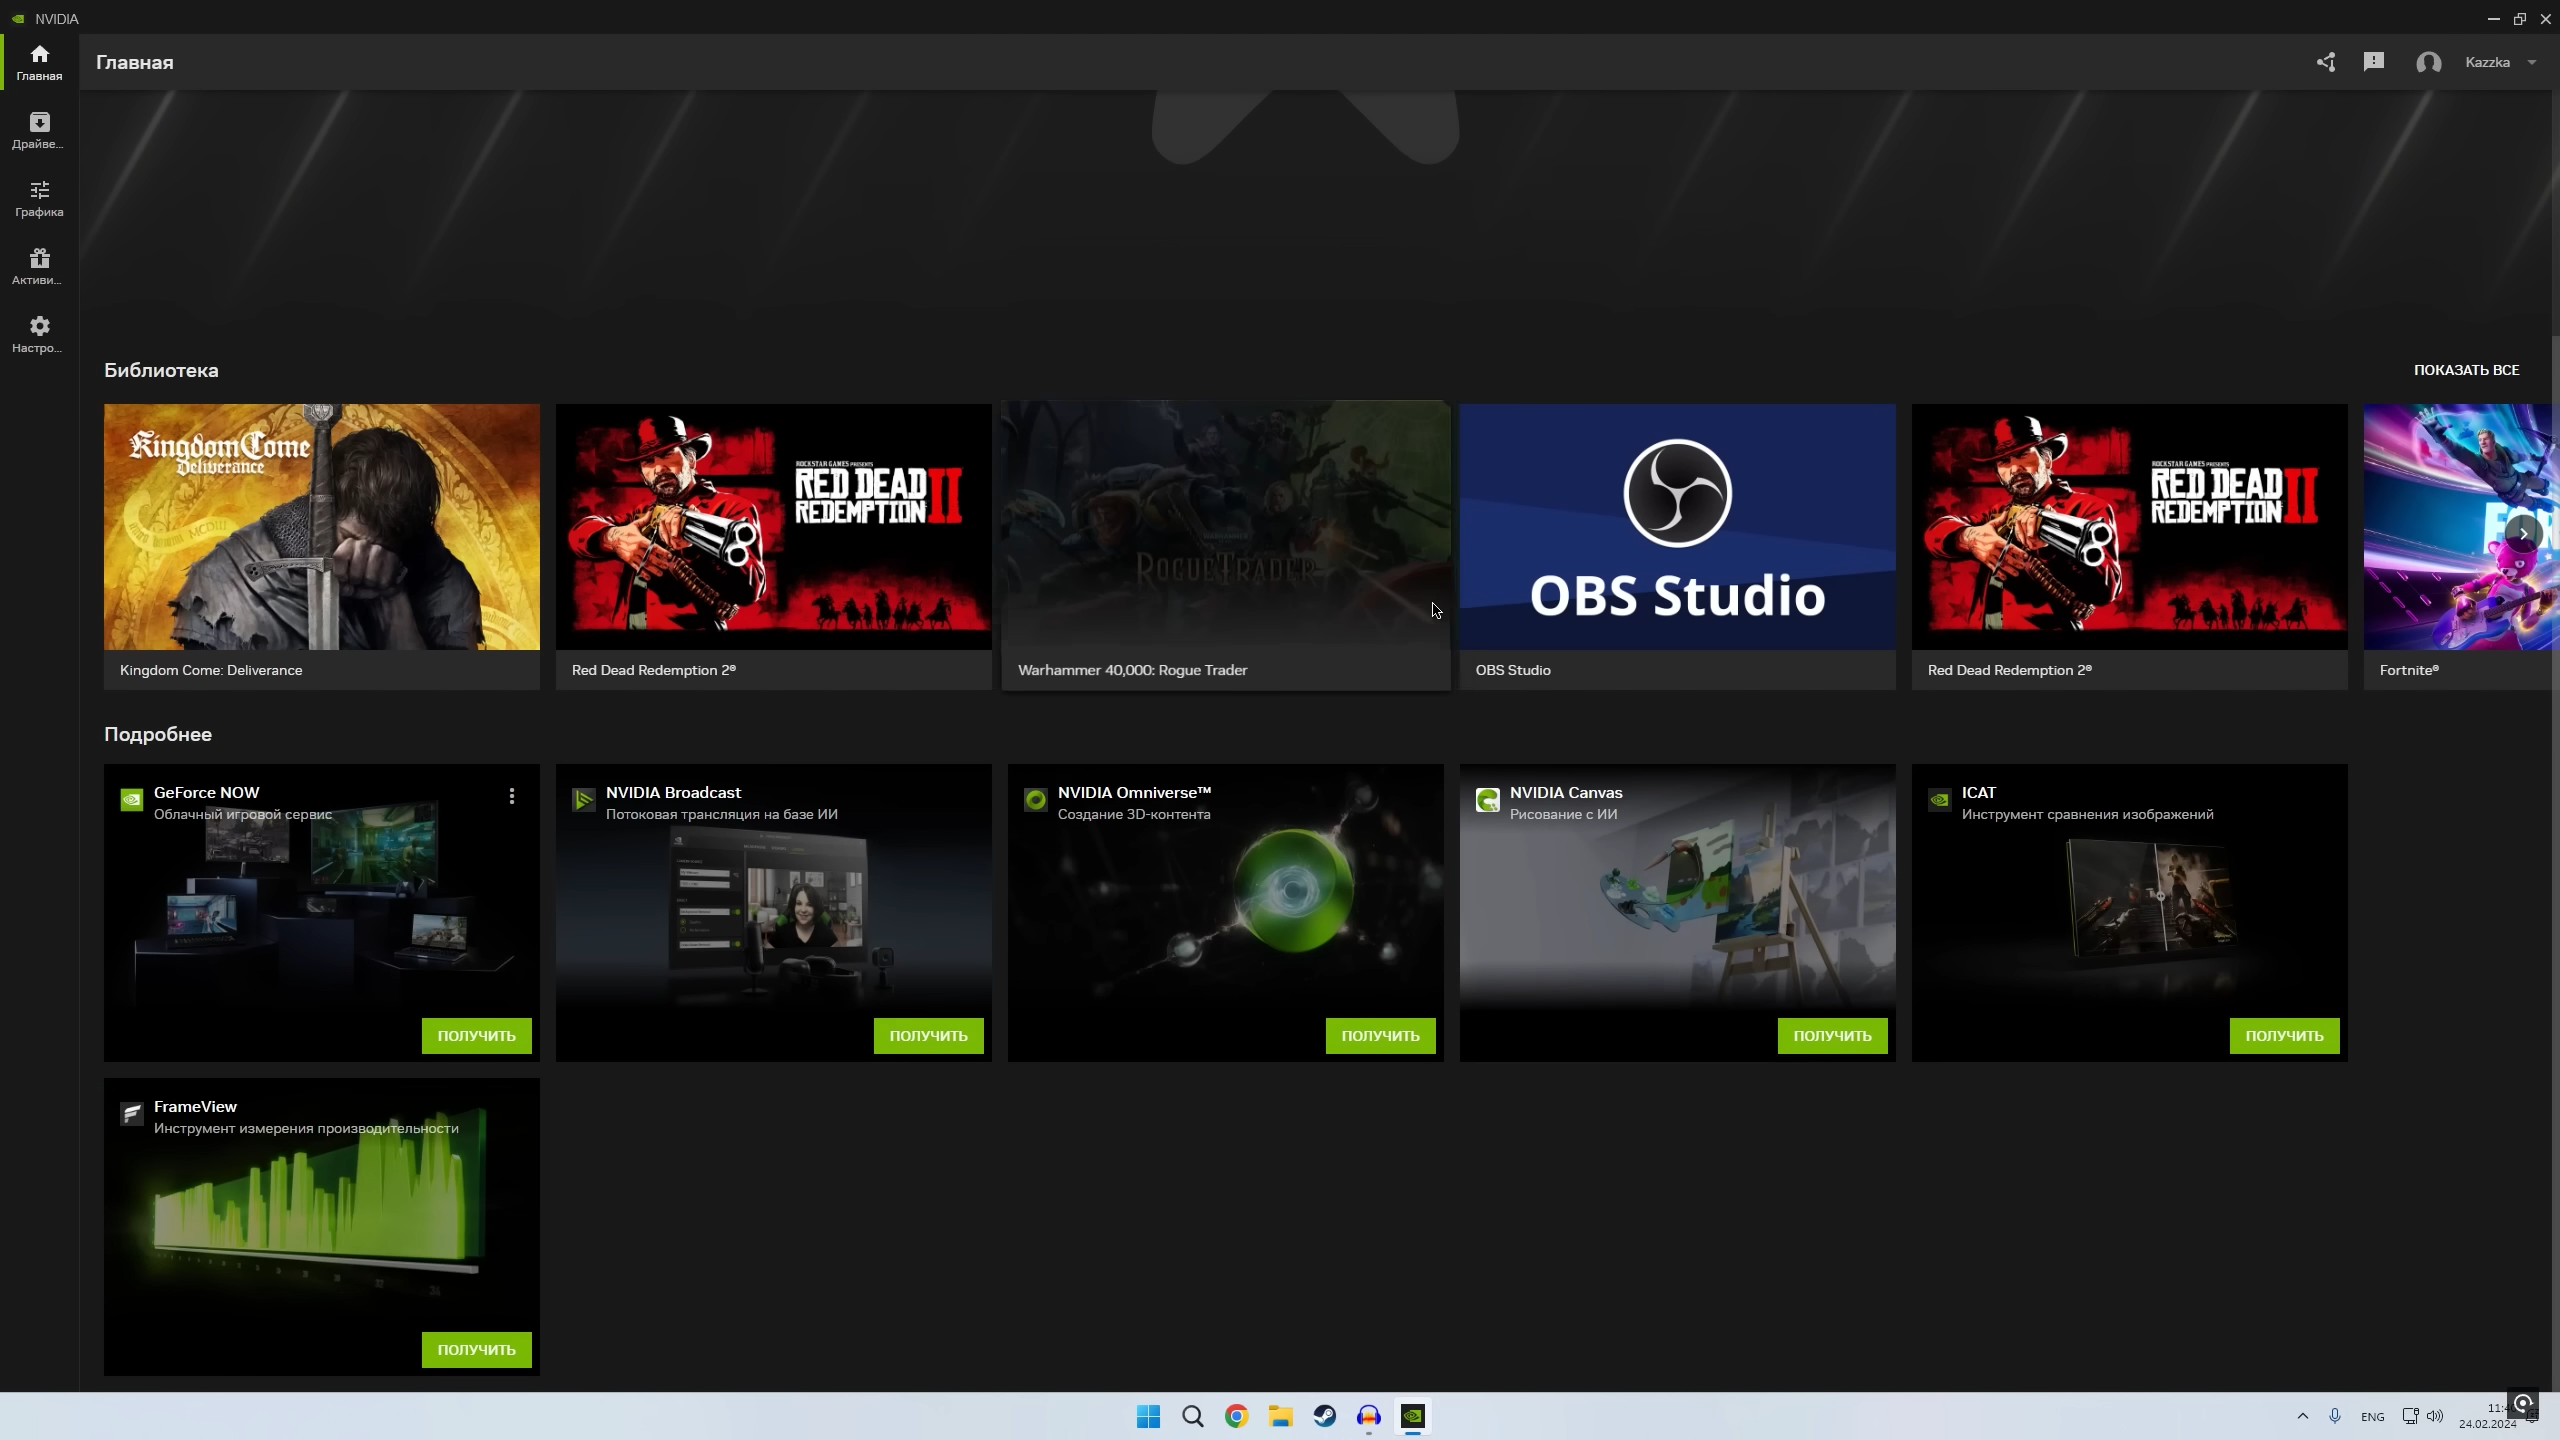 NVIDIA
Главная
Главная
Kazzka
Драйве...
Графика
Активи...
Настро...
Библиотека
ПОКАЗАТЬ ВСЕ
Kingdom Come
Deliverance
ROCKSTAR GAMES PRESENTS
RED DEAD
REDEMPTION II
ROGUE TRADER
OBS Studio
ROCKSTAR GAMES PRESENTS
RED DEAD
REDEMPTION II
Kingdom Come: Deliverance
Red Dead Redemption 2®
Warhammer 40,000: Rogue Trader
OBS Studio
Red Dead Redemption 2®
Fortnite®
Подробнее
GeForce NOW
Облачный игровой сервис
ПОЛУЧИТЬ
NVIDIA Broadcast
Потоковая трансляция на базе ИИ
ПОЛУЧИТЬ
NVIDIA Omniverse™
Создание 3D-контента
ПОЛУЧИТЬ
NVIDIA Canvas
Рисование с ИИ
ПОЛУЧИТЬ
ICAT
Инструмент сравнения изображений
ПОЛУЧИТЬ
FrameView
Инструмент измерения производительности
ПОЛУЧИТЬ
ENG
24.02.2024